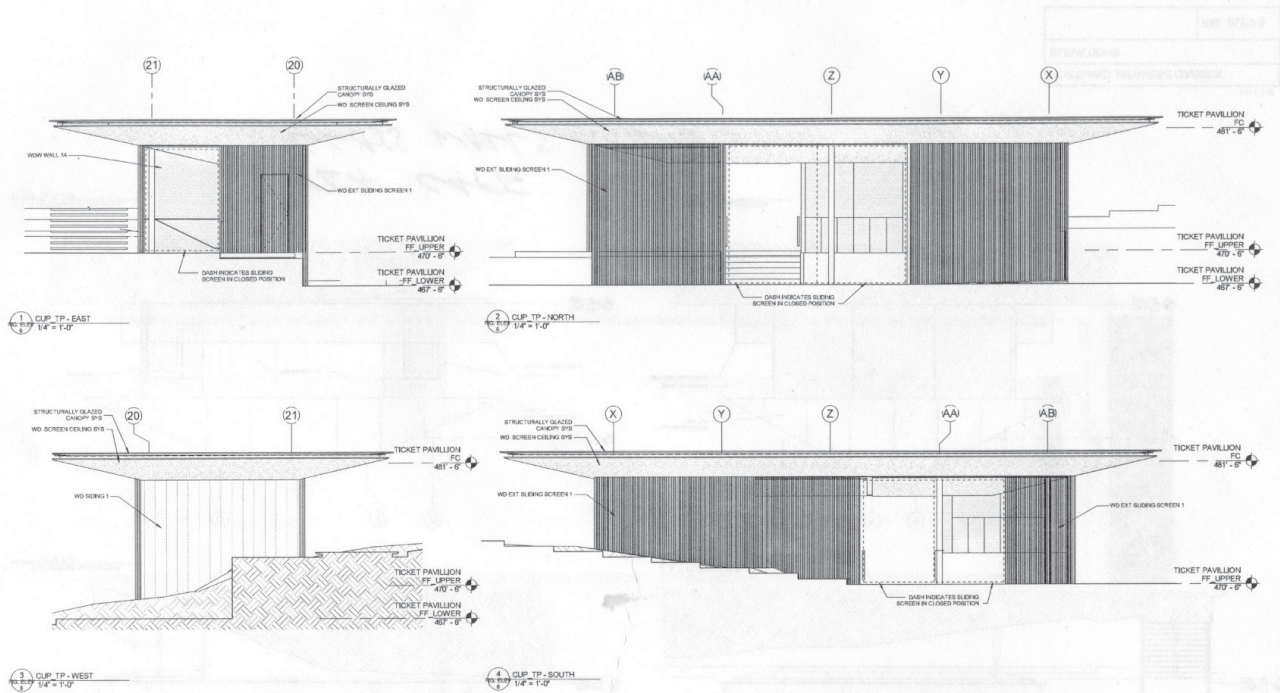 (21)
(20)
STRUCTURALLY GLAZED
CANOPY SYS
WD SCREEN CEILING SYS
WDW WALL 1A
WD EXT SLIDING SCREEN 1
TICKET PAVILLION
FF_UPPER
470' - 6"
TICKET PAVILLION
FF_LOWER
467' - 6"
DASH INDICATES SLIDING
SCREEN IN CLOSED POSITION
1
CUP_TP - EAST
1/4" = 1'-0"
6
(AB)
(AA)
Z
Y
X
STRUCTURALLY GLAZED
CANOPY SYS
WD SCREEN CEILING SYS
TICKET PAVILLION
FC
481' - 6"
WD EXT SLIDING SCREEN 1
TICKET PAVILLION
FF_UPPER
470' - 6"
TICKET PAVILLION
FF_LOWER
467' - 6"
DASH INDICATES SLIDING
SCREEN IN CLOSED POSITION
2
CUP_TP - NORTH
1/4" = 1'-0"
6
(20)
(21)
STRUCTURALLY GLAZED
CANOPY SYS
WD SCREEN CEILING SYS
TICKET PAVILLION
FC
481' - 6"
WD SIDING 1
TICKET PAVILLION
FF_UPPER
470' - 6"
TICKET PAVILLION
FF_LOWER
467' - 6"
3
CUP_TP - WEST
1/4" = 1'-0"
6
X
Y
Z
(AA)
(AB)
STRUCTURALLY GLAZED
CANOPY SYS
WD SCREEN CEILING SYS
TICKET PAVILLION
FC
481' - 6"
WD EXT SLIDING SCREEN 1
WD EXT SLIDING SCREEN 1
TICKET PAVILLION
FF_UPPER
470' - 6"
DASH INDICATES SLIDING
SCREEN IN CLOSED POSITION
4
CUP_TP - SOUTH
1/4" = 1'-0"
6